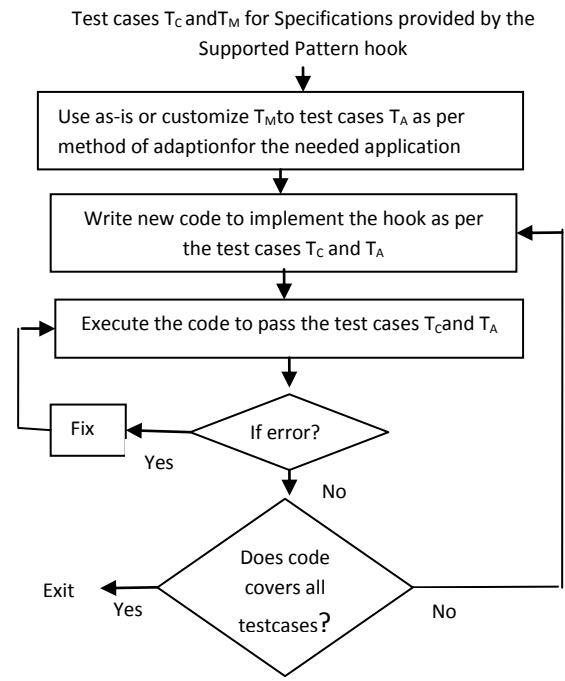 Test cases TC andTM for Specifications provided by the
Supported Pattern hook
Use as-is or customize TMto test cases TA as per
method of adaptionfor the needed application
Write new code to implement the hook as per
the test cases TC and TA
Execute the code to pass the test cases TCand TA
If error?
Fix
Yes
No
Does code
covers all
testcases?
Exit
Yes
No